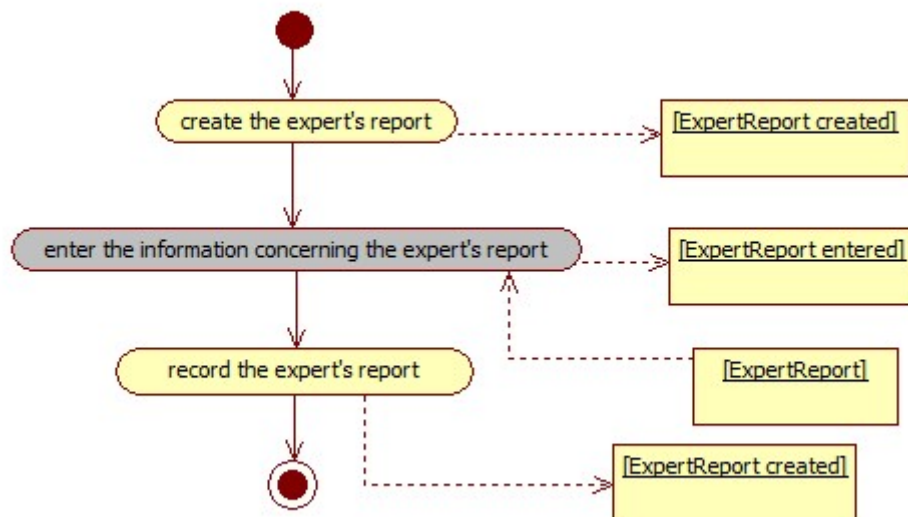 create the expert's report
[ExpertReport created]
enter the information concerning the expert's report
[ExpertReport entered]
record the expert's report
[ExpertReport]
[ExpertReport created]